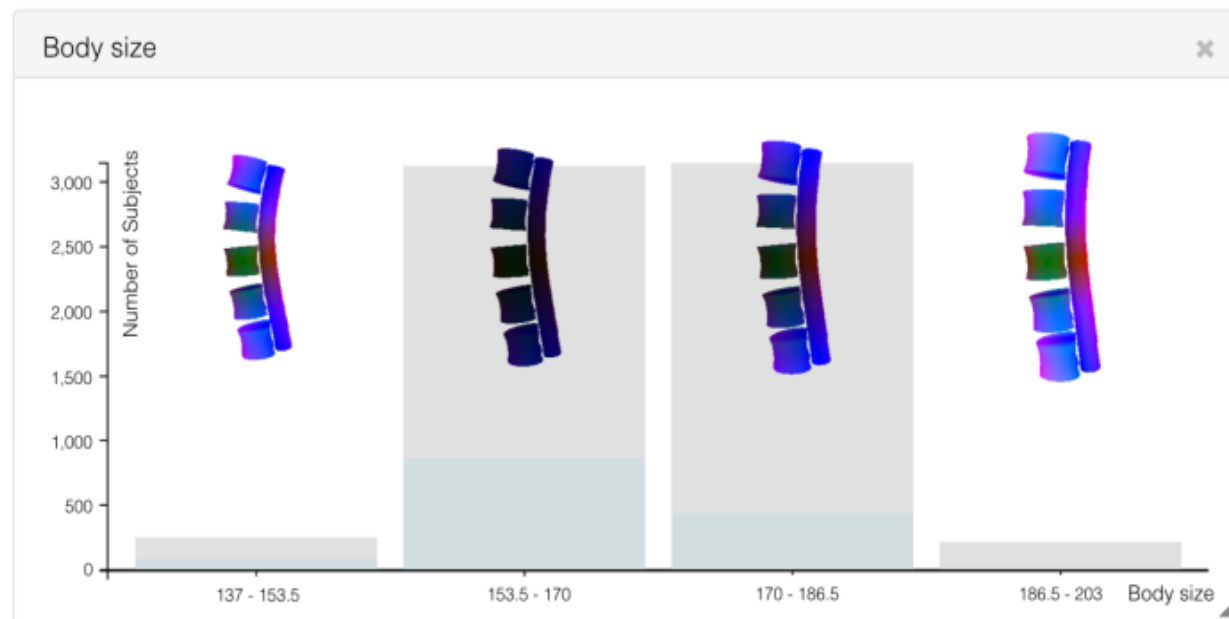 Body size
✖
Number of Subjects
3,000
2,500
2,000
1,500
1,000
500
0
137 - 153.5
153.5 - 170
170 - 186.5
186.5 - 203
Body size